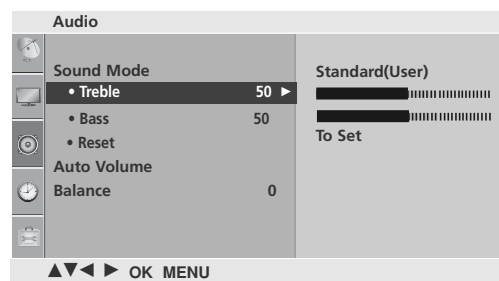 Audio
Sound Mode Standard(User)
• Treble 50 ►
• Bass 50
• Reset To Set
Auto Volume
Balance 0
▲▼◄ ► OK MENU